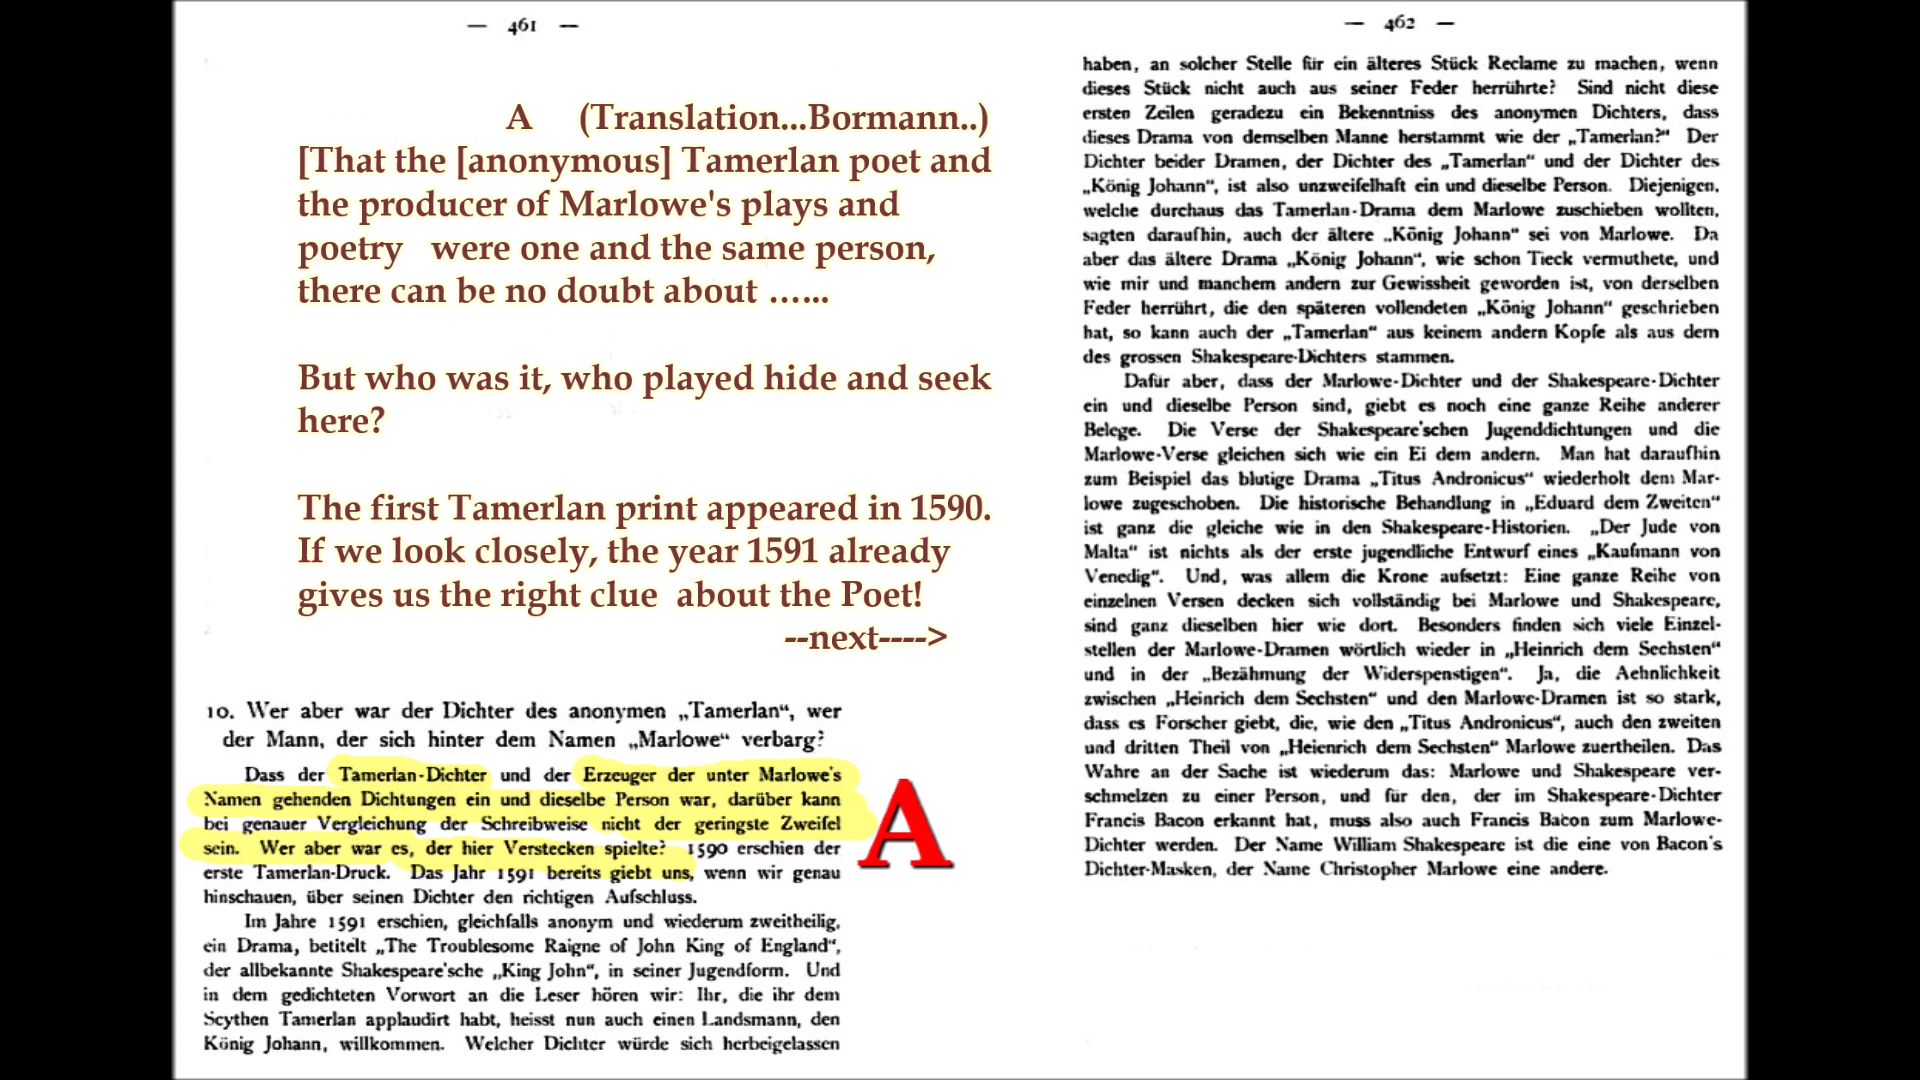 — 461 —
A (Translation...Bormann..)
[That the [anonymous] Tamerlan poet and
the producer of Marlowe's plays and
poetry were one and the same person,
there can be no doubt about …...
But who was it, who played hide and seek
here?
The first Tamerlan print appeared in 1590.
If we look closely, the year 1591 already
gives us the right clue about the Poet!
--next---->
10. Wer aber war der Dichter des anonymen „Tamerlan“, wer
der Mann, der sich hinter dem Namen „Marlowe“ verbarg?
Dass der Tamerlan-Dichter und der Erzeuger der unter Marlowe's
Namen gehenden Dichtungen ein und dieselbe Person war, darüber kann
bei genauer Vergleichung der Schreibweise nicht der geringste Zweifel
sein. Wer aber war es, der hier Verstecken spielte? 1590 erschien der
erste Tamerlan-Druck. Das Jahr 1591 bereits giebt uns, wenn wir genau
hinschauen, über seinen Dichter den richtigen Aufschluss.
Im Jahre 1591 erschien, gleichfalls anonym und wiederum zweitheilig,
ein Drama, betitelt „The Troublesome Raigne of John King of England“,
der allbekannte Shakespeare'sche „King John“, in seiner Jugendform. Und
in dem gedichteten Vorwort an die Leser hören wir: Ihr, die ihr dem
Scythen Tamerlan applaudirt habt, heisst nun auch einen Landsmann, den
König Johann, willkommen. Welcher Dichter würde sich herbeigelassen
A
— 462 —
haben, an solcher Stelle für ein älteres Stück Reclame zu machen, wenn
dieses Stück nicht auch aus seiner Feder herrührte? Sind nicht diese
ersten Zeilen geradezu ein Bekenntniss des anonymen Dichters, dass
dieses Drama von demselben Manne herstammt wie der „Tamerlan?“ Der
Dichter beider Dramen, der Dichter des „Tamerlan“ und der Dichter des
„König Johann“, ist also unzweifelhaft ein und dieselbe Person. Diejenigen,
welche durchaus das Tamerlan-Drama dem Marlowe zuschieben wollten,
sagten daraufhin, auch der ältere „König Johann“ sei von Marlowe. Da
aber das ältere Drama „König Johann“, wie schon Tieck vermuthete, und
wie mir und manchem andern zur Gewissheit geworden ist, von derselben
Feder herrührt, die den späteren vollendeten „König Johann“ geschrieben
hat, so kann auch der „Tamerlan“ aus keinem andern Kopfe als aus dem
des grossen Shakespeare-Dichters stammen.
Dafür aber, dass der Marlowe-Dichter und der Shakespeare-Dichter
ein und dieselbe Person sind, giebt es noch eine ganze Reihe anderer
Belege. Die Verse der Shakespeare'schen Jugenddichtungen und die
Marlowe-Verse gleichen sich wie ein Ei dem andern. Man hat daraufhin
zum Beispiel das blutige Drama „Titus Andronicus“ wiederholt dem Mar-
lowe zugeschoben. Die historische Behandlung in „Eduard dem Zweiten“
ist ganz die gleiche wie in den Shakespeare-Historien. „Der Jude von
Malta“ ist nichts als der erste jugendliche Entwurf eines „Kaufmann von
Venedig“. Und, was allem die Krone aufsetzt: Eine ganze Reihe von
einzelnen Versen decken sich vollständig bei Marlowe und Shakespeare,
sind ganz dieselben hier wie dort. Besonders finden sich viele Einzel-
stellen der Marlowe-Dramen wörtlich wieder in „Heinrich dem Sechsten“
und in der „Bezähmung der Widerspenstigen“. Ja, die Aehnlichkeit
zwischen „Heinrich dem Sechsten“ und den Marlowe-Dramen ist so stark,
dass es Forscher giebt, die, wie den „Titus Andronicus“, auch den zweiten
und dritten Theil von „Heienrich dem Sechsten“ Marlowe zuertheilen. Das
Wahre an der Sache ist wiederum das: Marlowe und Shakespeare ver-
schmelzen zu einer Person, und für den, der im Shakespeare-Dichter
Francis Bacon erkannt hat, muss also auch Francis Bacon zum Marlowe-
Dichter werden. Der Name William Shakespeare ist die eine von Bacon's
Dichter-Masken, der Name Christopher Marlowe eine andere.